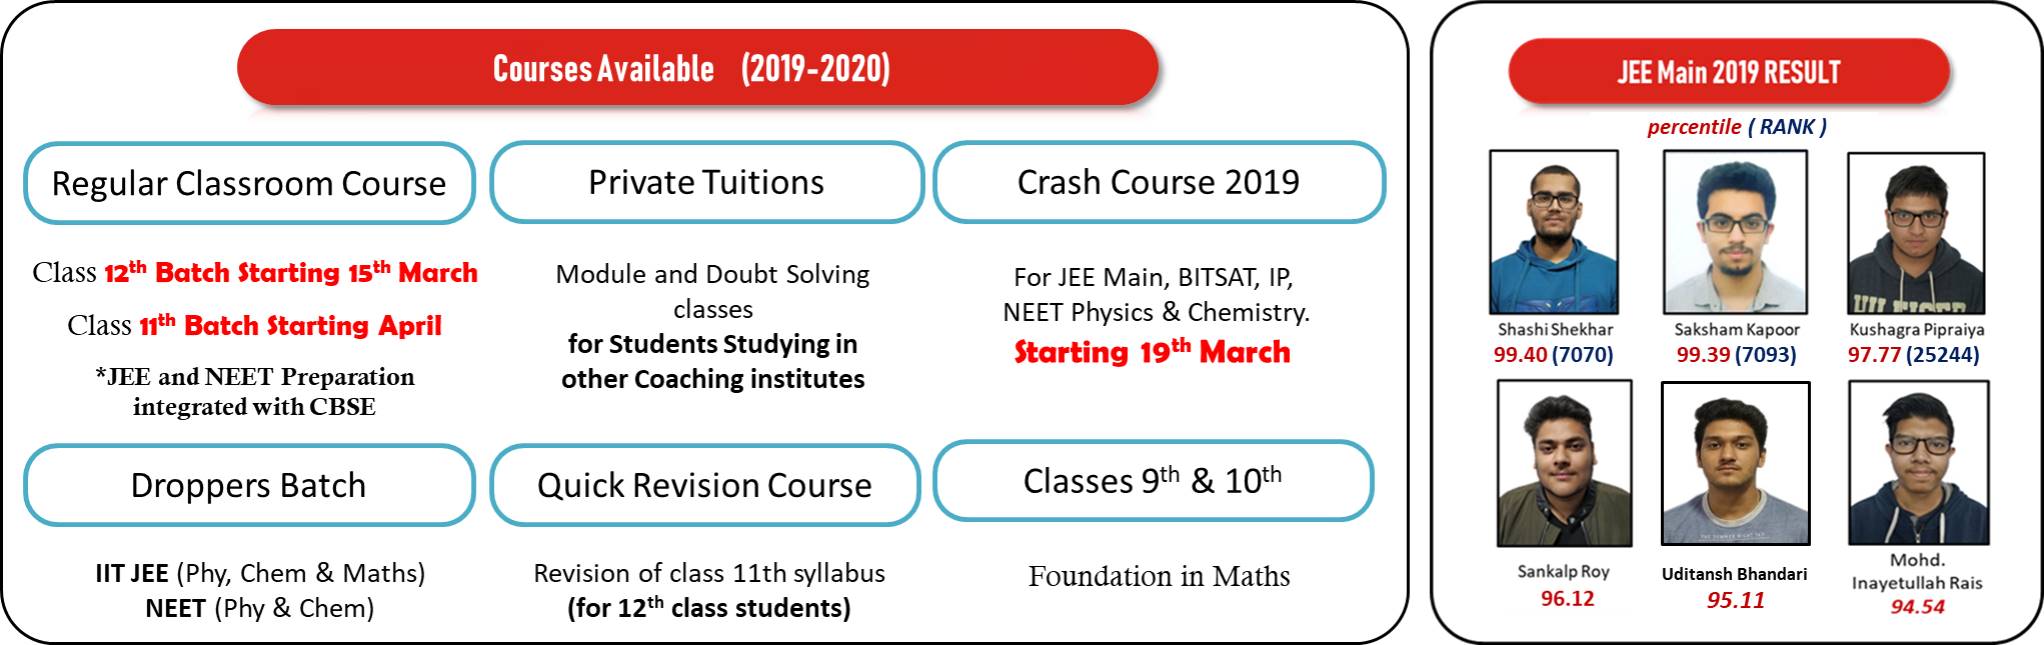 Courses Available (2019-2020)
Regular Classroom Course
Class 12th Batch Starting 15th March
Class 11th Batch Starting April
*JEE and NEET Preparation
integrated with CBSE
Private Tuitions
Module and Doubt Solving
classes
for Students Studying in
other Coaching institutes
Crash Course 2019
For JEE Main, BITSAT, IP,
NEET Physics & Chemistry.
Starting 19th March
Droppers Batch
IIT JEE (Phy, Chem & Maths)
NEET (Phy & Chem)
Quick Revision Course
Revision of class 11th syllabus
(for 12th class students)
Classes 9th & 10th
Foundation in Maths
JEE Main 2019 RESULT
percentile ( RANK )
Shashi Shekhar
99.40 (7070)
Saksham Kapoor
99.39 (7093)
Kushagra Pipraiya
97.77 (25244)
Sankalp Roy
96.12
Uditansh Bhandari
95.11
Mohd.
Inayetullah Rais
94.54